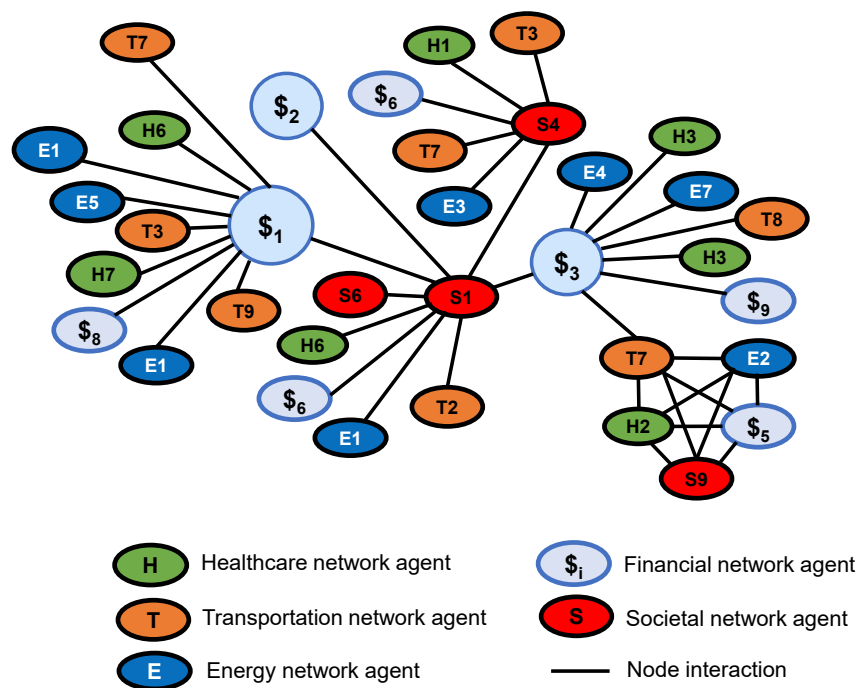 T7
H1
T3
$6
$2
H6
S4
H3
E1
T7
E4
E7
E5
E3
T8
T3
$1
$3
H3
H7
S6
S1
$9
T9
$8
H6
T7
E2
E1
$6
T2
H2
$5
E1
S9
H Healthcare network agent
$i Financial network agent
T Transportation network agent
S Societal network agent
E Energy network agent
Node interaction